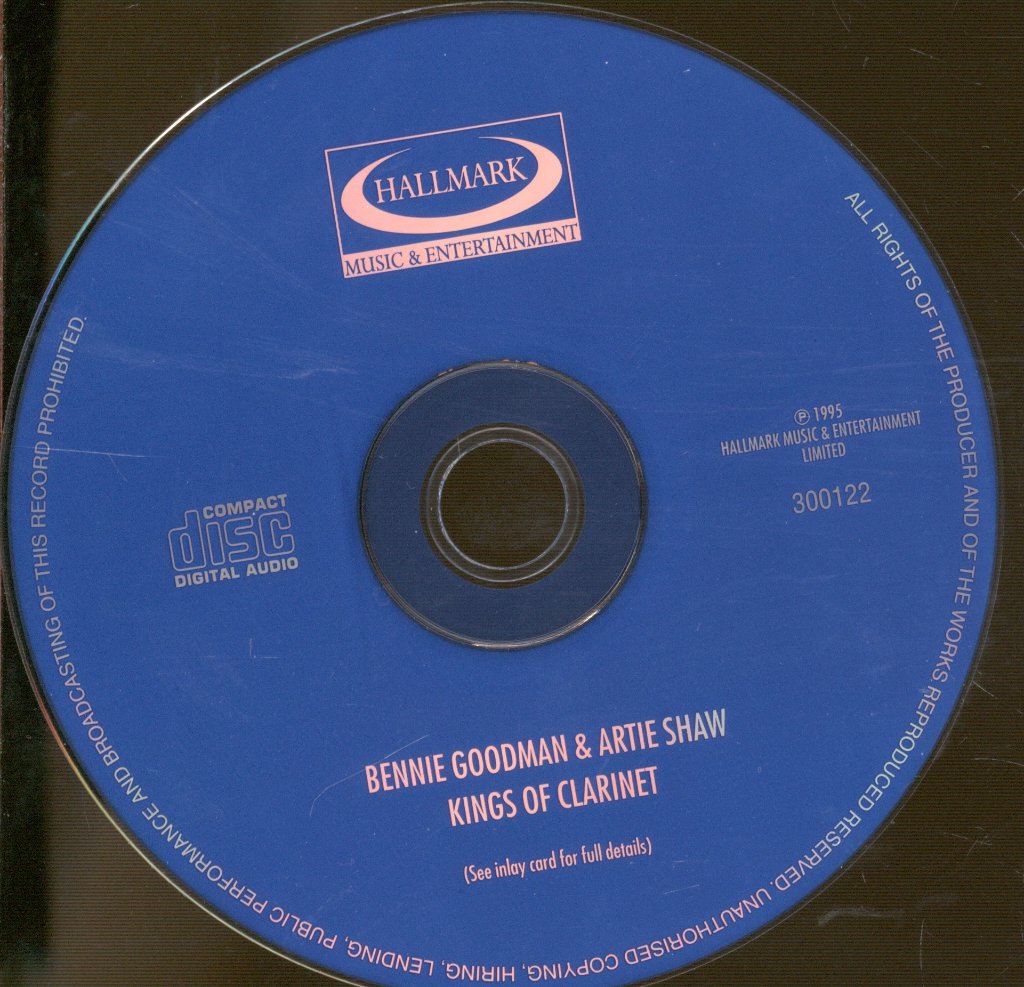 HALLMARK
MUSIC & ENTERTAINMENT
℗ 1995
HALLMARK MUSIC & ENTERTAINMENT
LIMITED
300122
COMPACT
disc
DIGITAL AUDIO
BENNIE GOODMAN & ARTIE SHAW
KINGS OF CLARINET
(See inlay card for full details)
ALL RIGHTS OF THE PRODUCER AND OF THE WORKS REPRODUCED RESERVED. UNAUTHORISED COPYING, HIRING, LENDING, PUBLIC PERFORMANCE AND BROADCASTING OF THIS RECORD PROHIBITED.